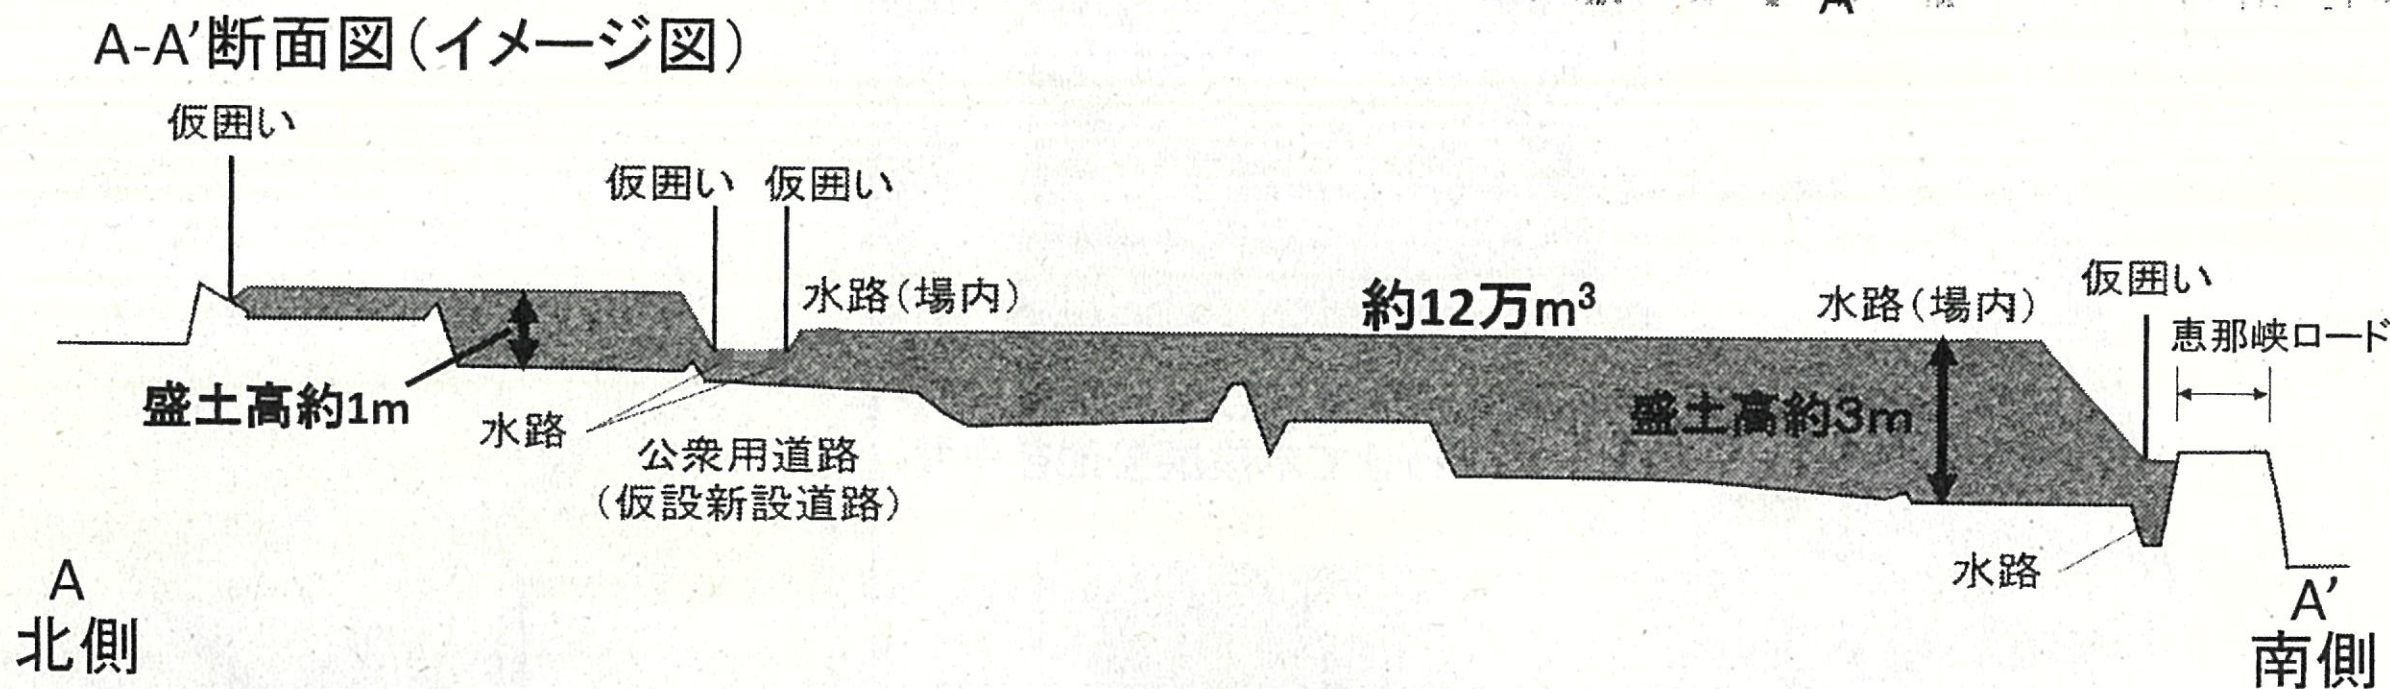 A-A'断面図(イメージ図)
仮囲い
仮囲い
仮囲い
水路(場内)
約12万m³
水路(場内)
仮囲い
恵那峡ロード
盛土高約1m
水路
公衆用道路
(仮設新設道路)
盛土高約3m
水路
A
北側
A'
南側